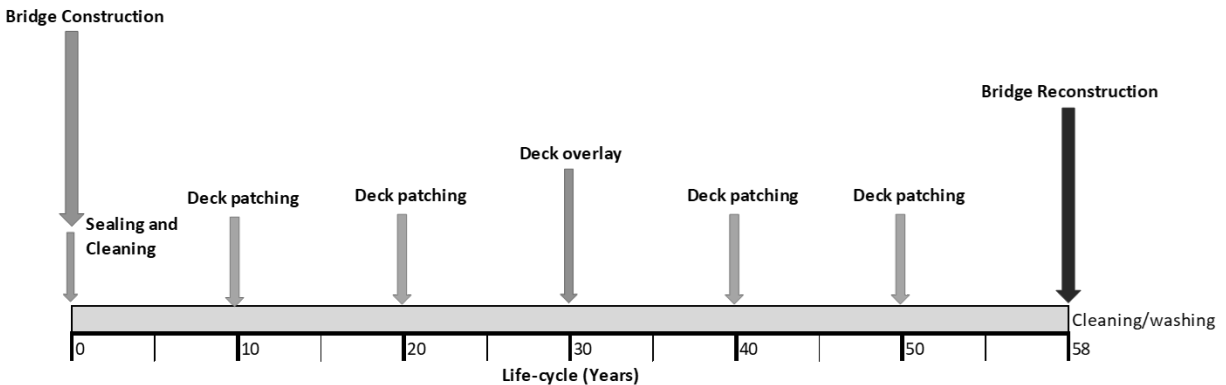 Bridge Construction
Bridge Reconstruction
Deck overlay
Deck patching
Deck patching
Deck patching
Deck patching
Sealing and
Cleaning
Cleaning/washing
0 10 20 30 40 50 58
Life-cycle (Years)